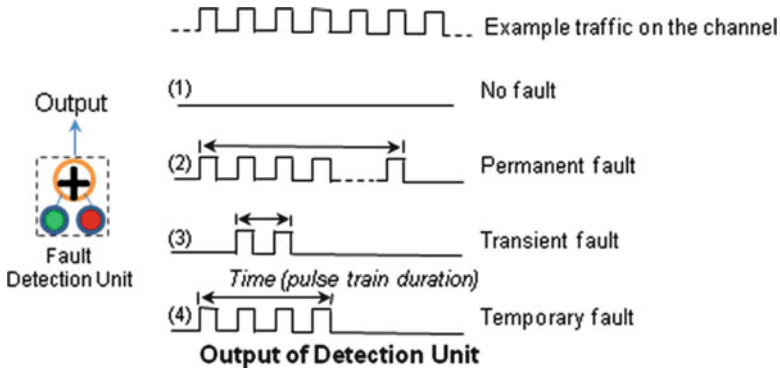 Example traffic on the channel
(1)
No fault
Output
(2)
Permanent fault
(3)
Transient fault
Fault
Detection Unit
Time (pulse train duration)
(4)
Temporary fault
Output of Detection Unit